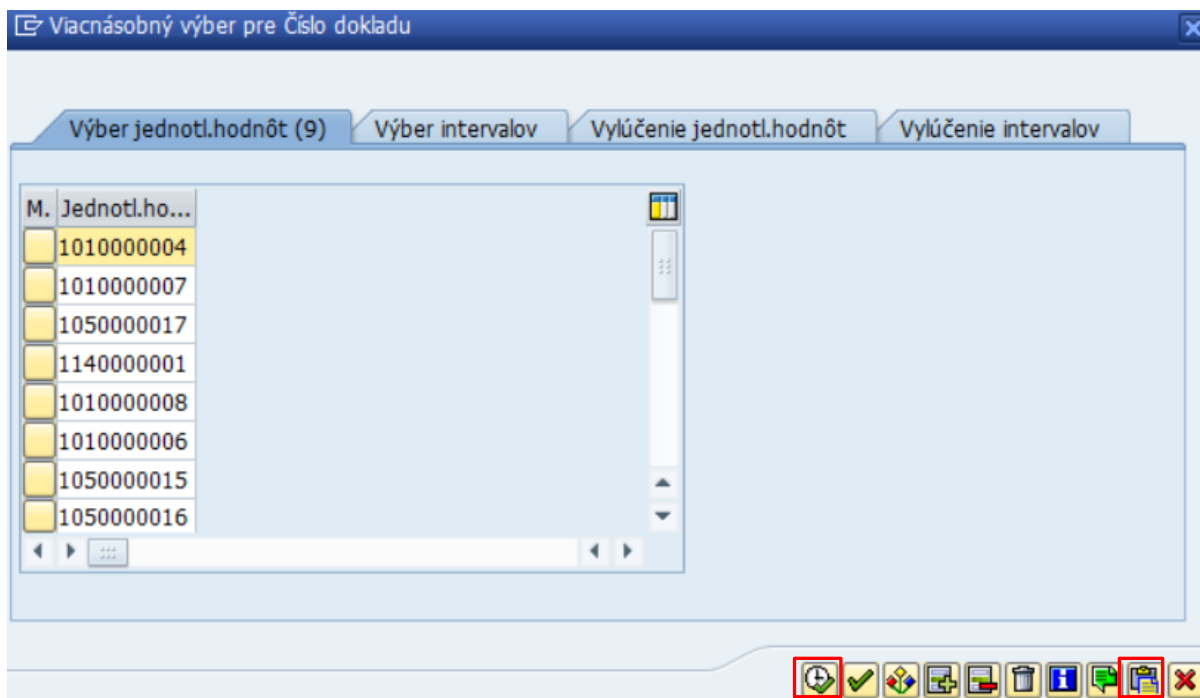 Viacnásobný výber pre Číslo dokladu
Výber jednotl.hodnôt (9) Výber intervalov Vylúčenie jednotl.hodnôt Vylúčenie intervalov
M. Jednotl.ho...
1010000004
1010000007
1050000017
1140000001
1010000008
1010000006
1050000015
1050000016